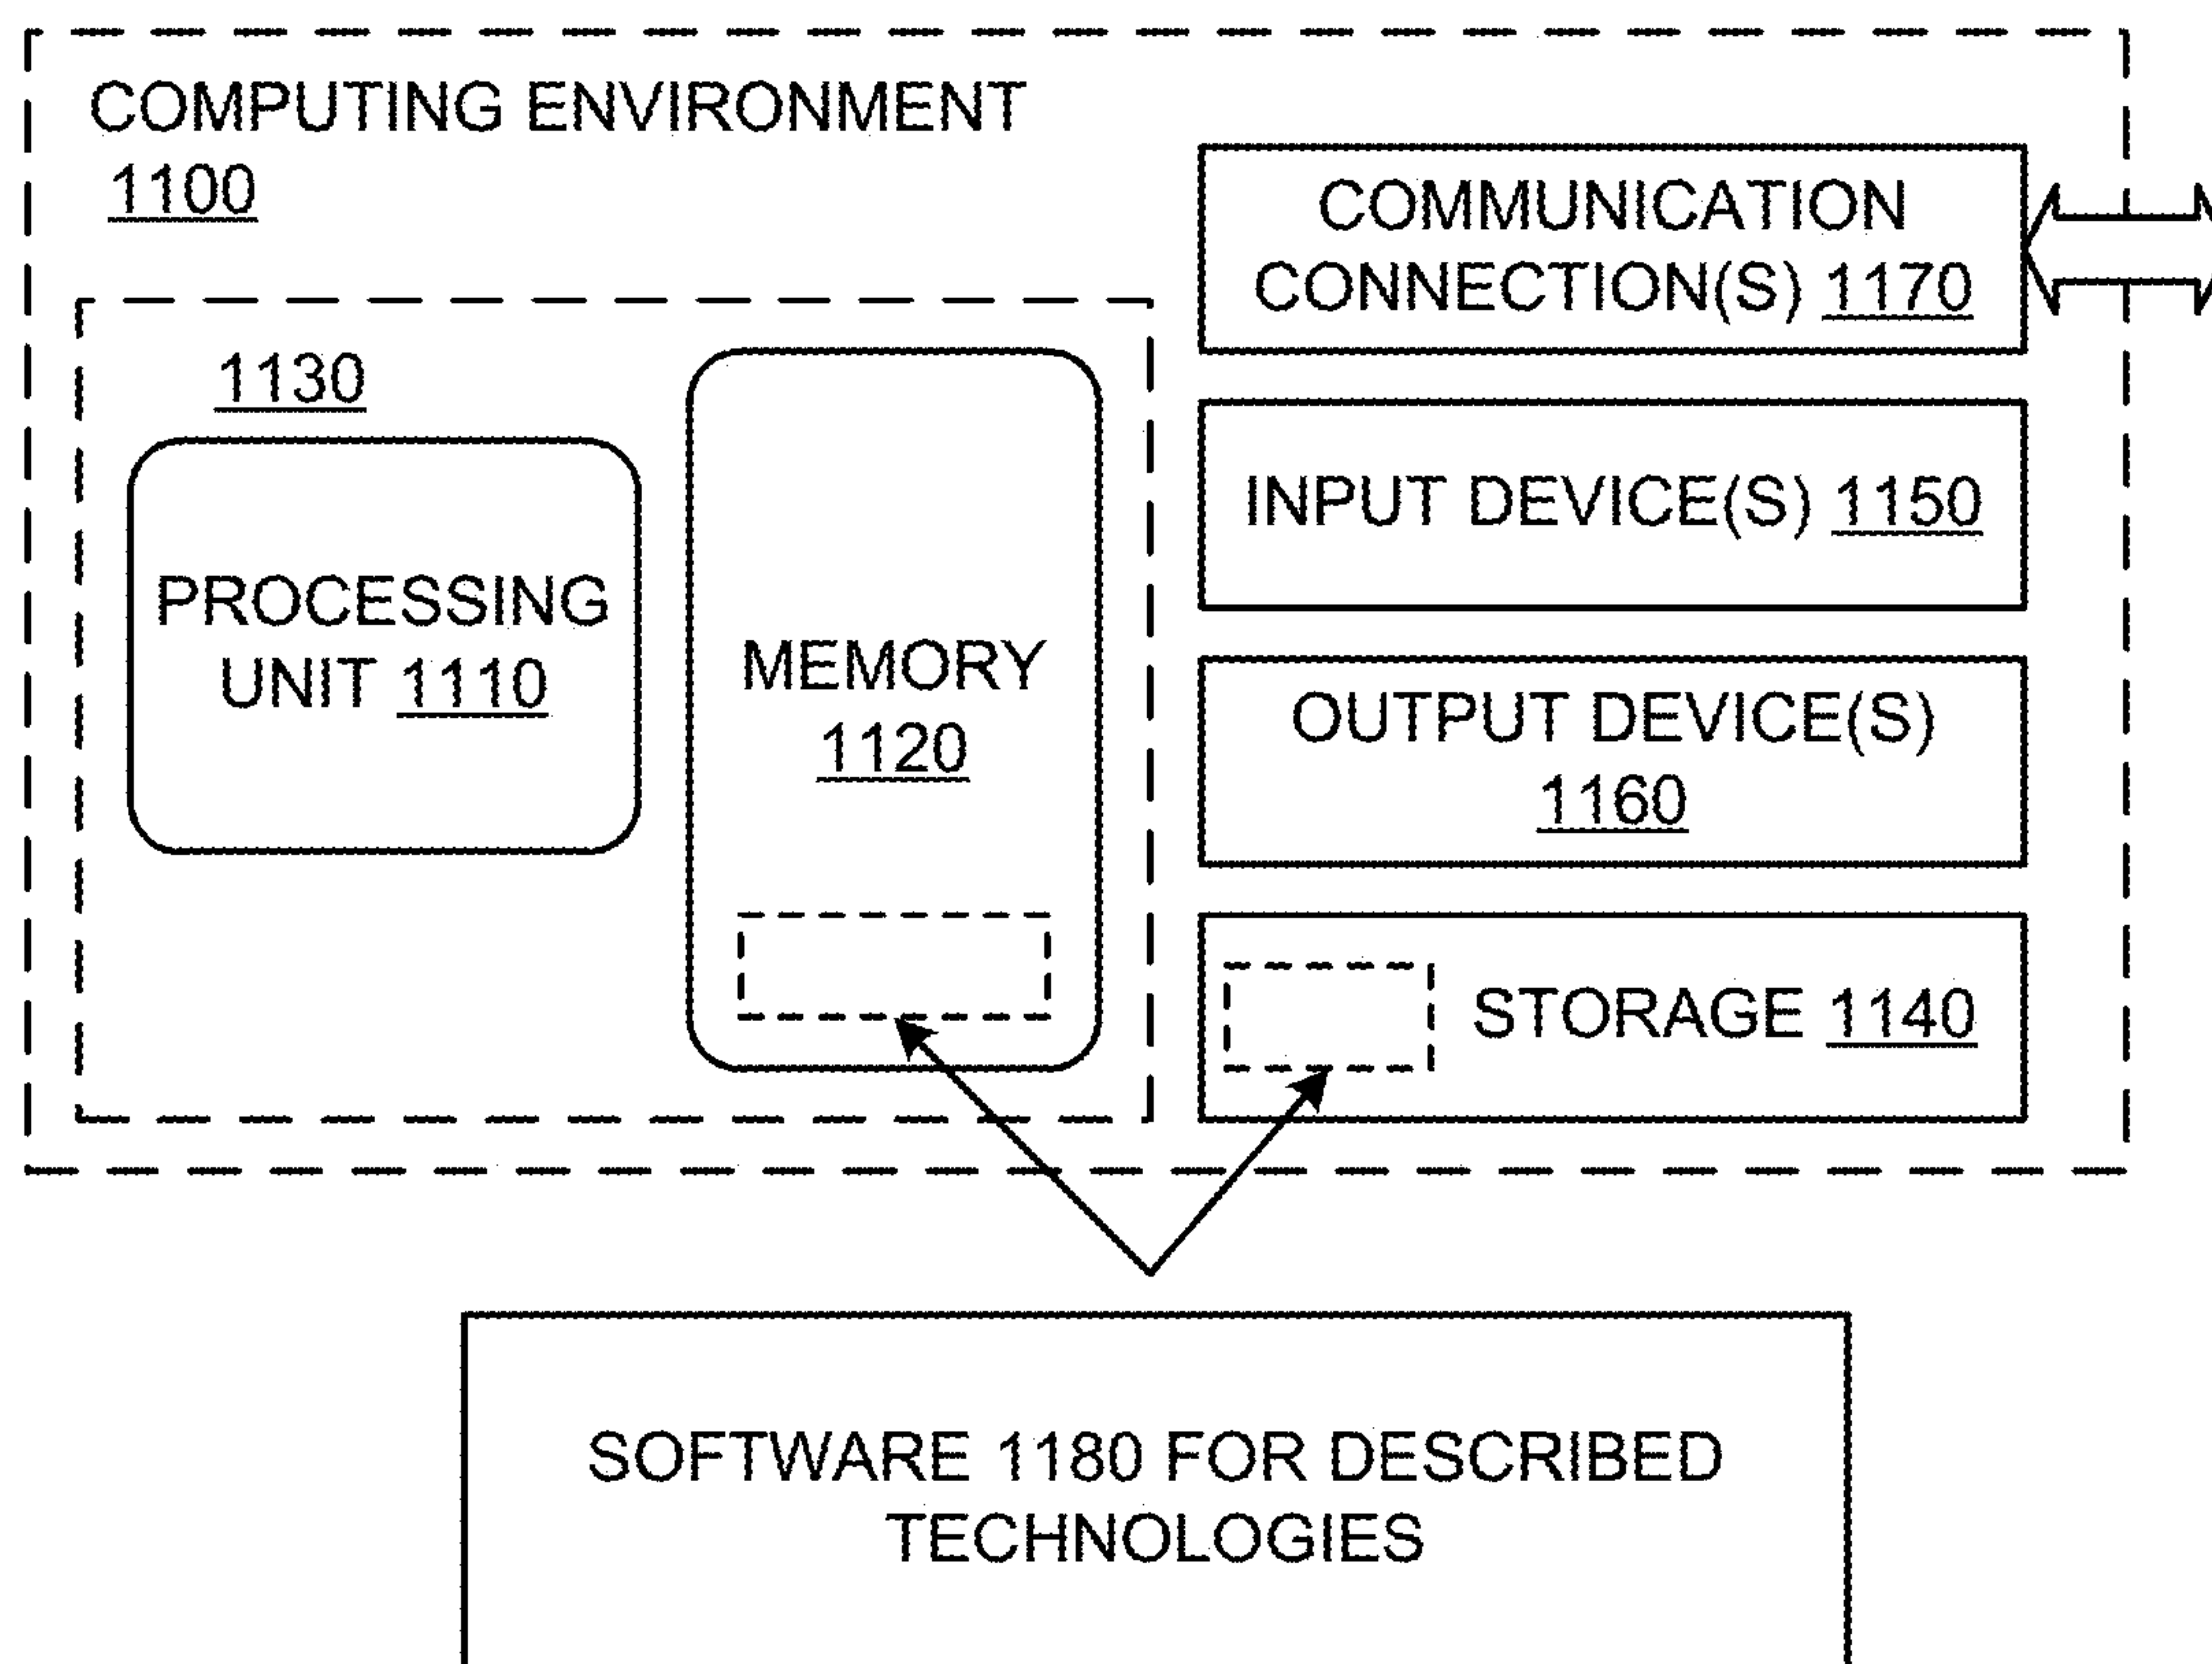 COMPUTING ENVIRONMENT
1100
1130
PROCESSING
UNIT 1110
MEMORY
1120
COMMUNICATION
CONNECTION(S) 1170
INPUT DEVICE(S) 1150
OUTPUT DEVICE(S)
1160
STORAGE 1140
SOFTWARE 1180 FOR DESCRIBED
TECHNOLOGIES